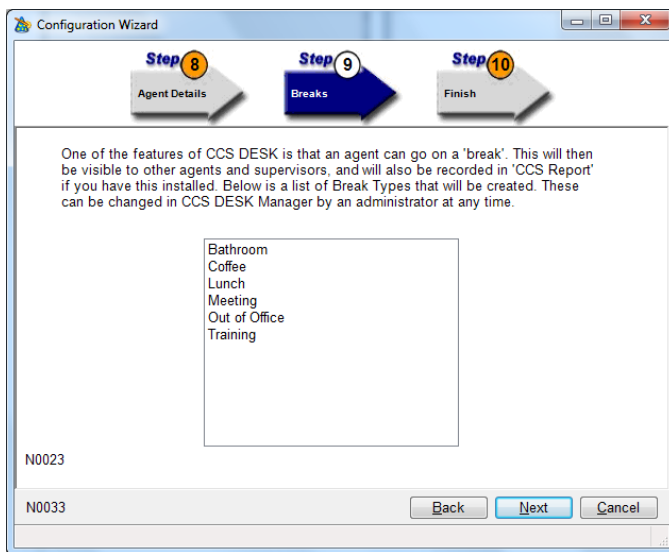 Configuration Wizard
Step 8
Agent Details
Step 9
Breaks
Step 10
Finish
One of the features of CCS DESK is that an agent can go on a 'break'. This will then
be visible to other agents and supervisors, and will also be recorded in 'CCS Report'
if you have this installed. Below is a list of Break Types that will be created. These
can be changed in CCS DESK Manager by an administrator at any time.
Bathroom
Coffee
Lunch
Meeting
Out of Office
Training
N0023
N0033
Back
Next
Cancel